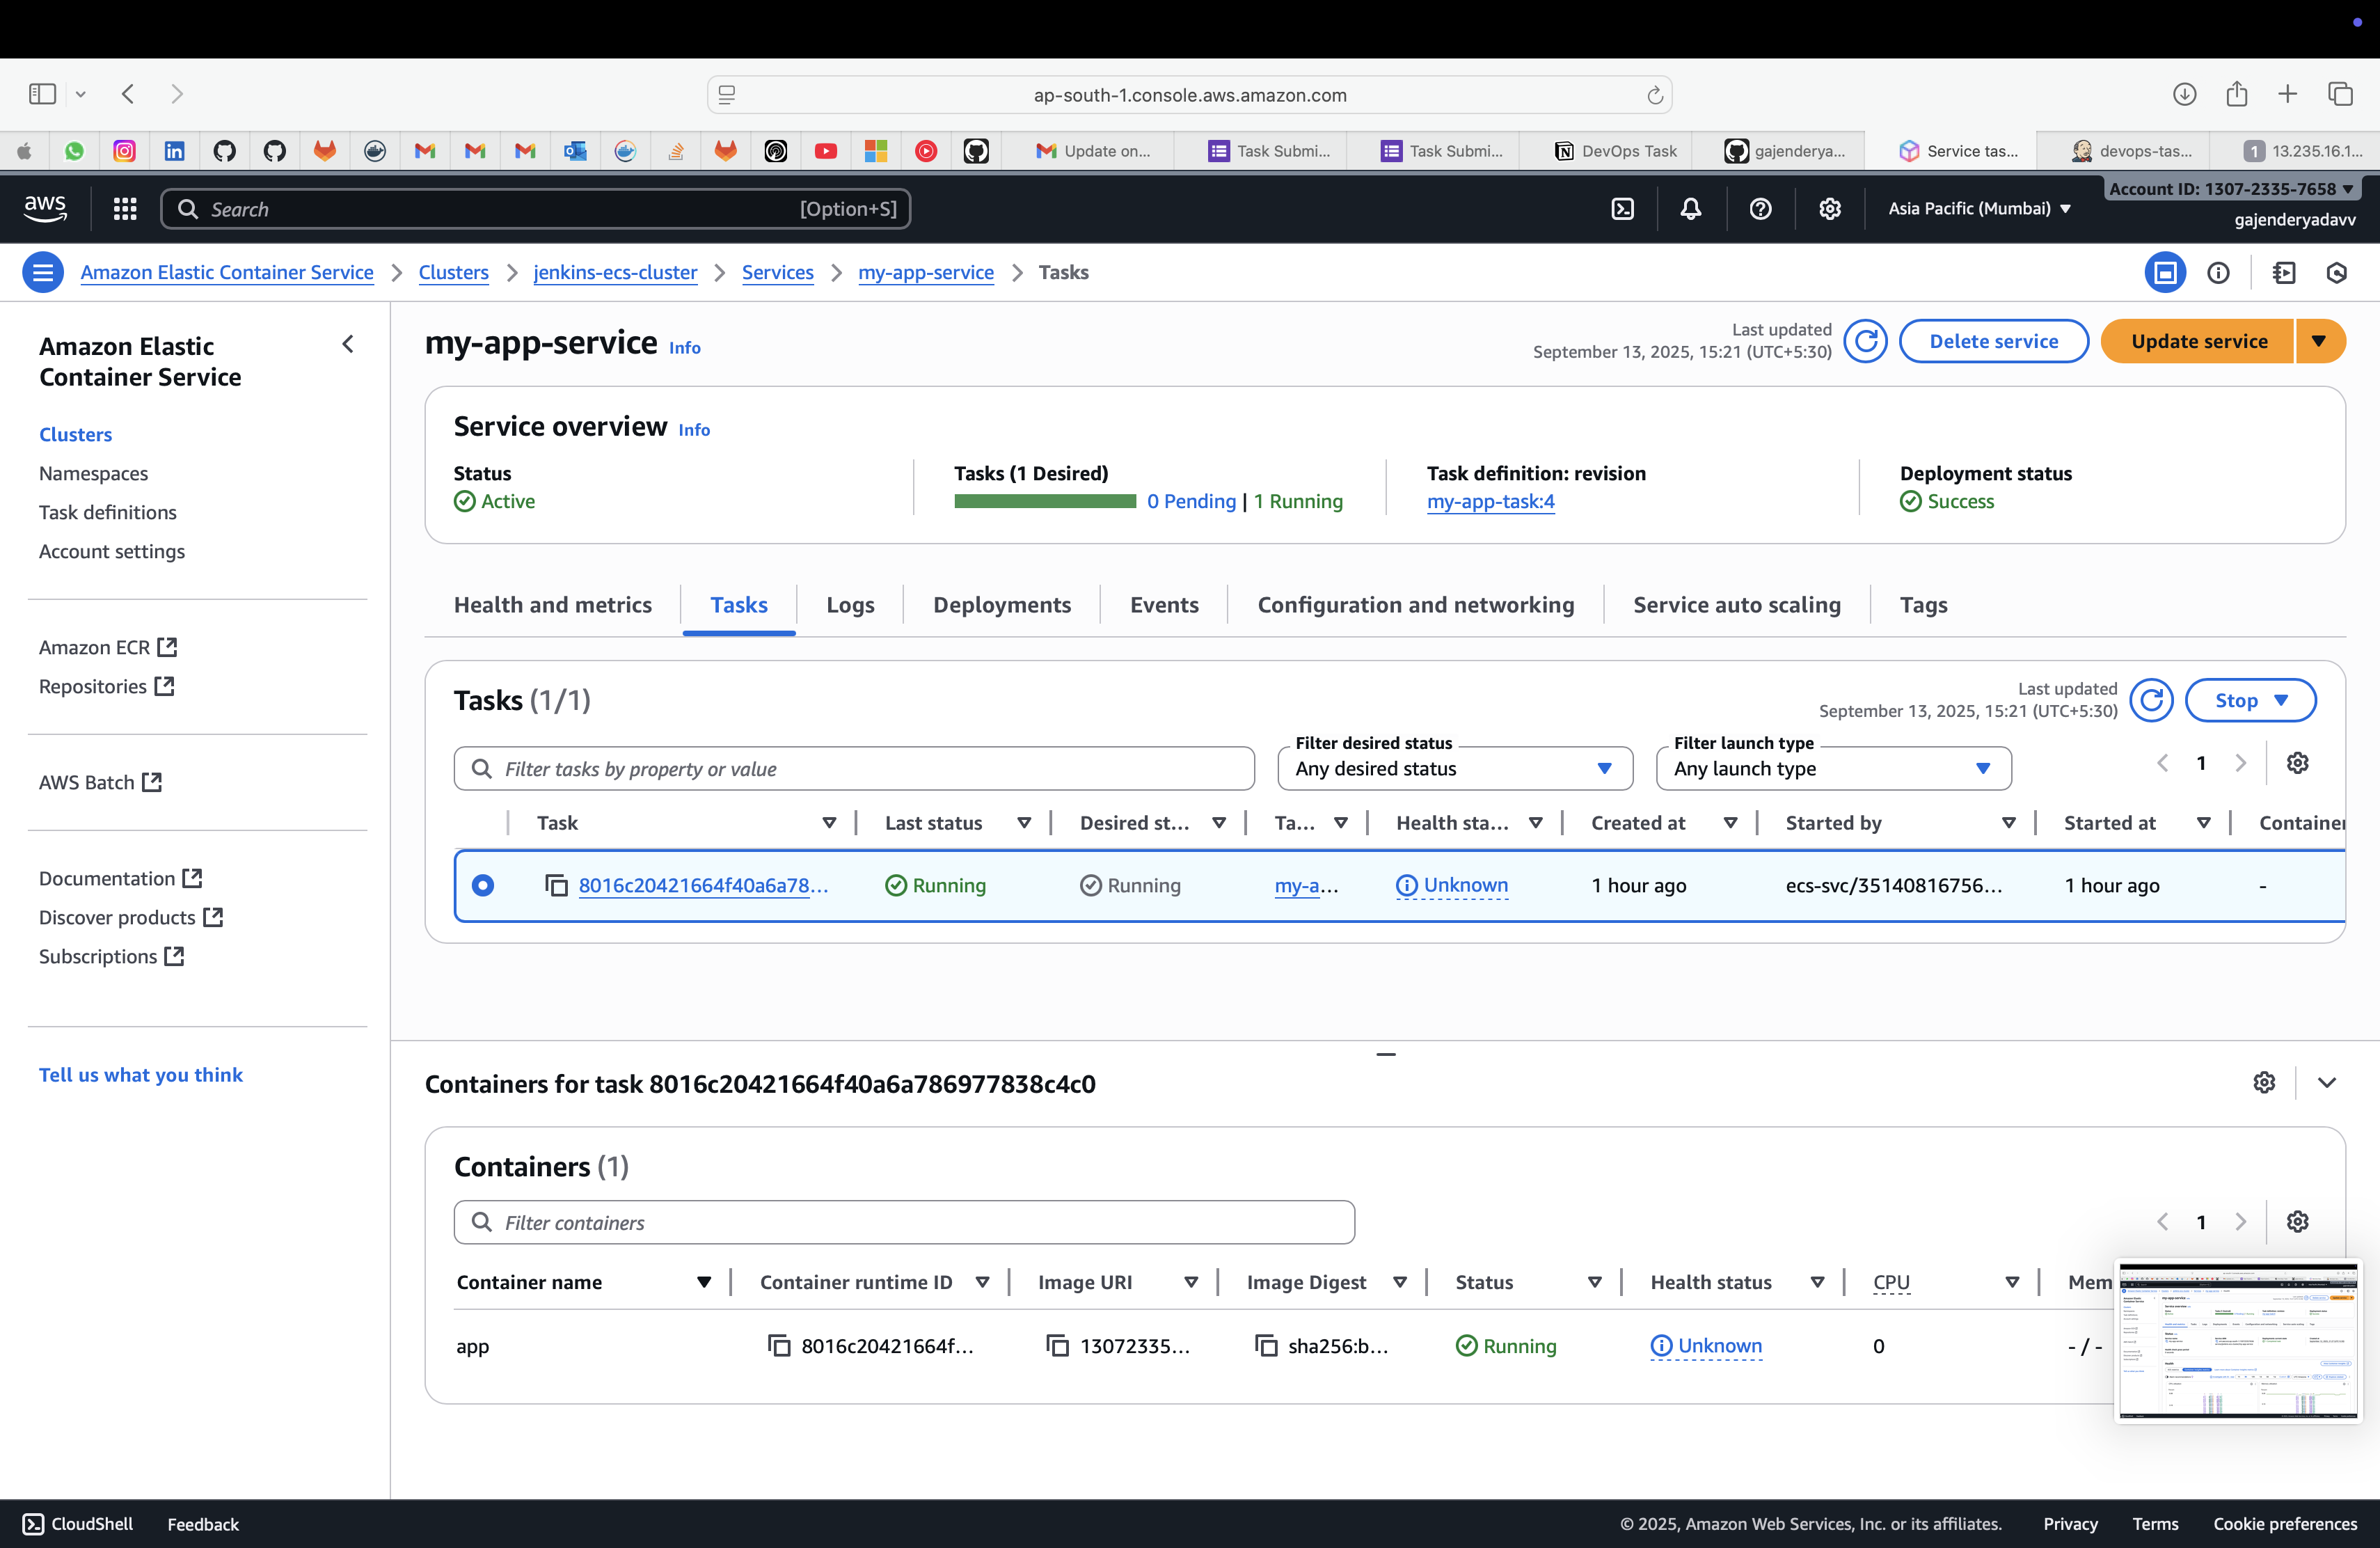 ap-south-1.console.aws.amazon.com
Update on...
Task Submi...
Task Submi...
DevOps Task
gajenderya...
Service tas...
devops-tas...
1 13.235.16.1...
aws
Search [Option+S]
Asia Pacific (Mumbai)
Account ID: 1307-2335-7658
gajenderyadavv
Amazon Elastic Container Service
Clusters
jenkins-ecs-cluster
Services
my-app-service
Tasks
Amazon Elastic
Container Service
Clusters
Namespaces
Task definitions
Account settings
Amazon ECR
Repositories
AWS Batch
Documentation
Discover products
Subscriptions
Tell us what you think
my-app-service Info
Last updated
September 13, 2025, 15:21 (UTC+5:30)
Delete service
Update service
Service overview Info
Status
Active
Tasks (1 Desired)
0 Pending | 1 Running
Task definition: revision
my-app-task:4
Deployment status
Success
Health and metrics
Tasks
Logs
Deployments
Events
Configuration and networking
Service auto scaling
Tags
Tasks (1/1)
Last updated
September 13, 2025, 15:21 (UTC+5:30)
Stop
Filter tasks by property or value
Filter desired status
Any desired status
Filter launch type
Any launch type
1
Task Last status Desired st... Ta... Health sta... Created at Started by Started at Container
8016c20421664f40a6a78... Running Running my-a... Unknown 1 hour ago ecs-svc/35140816756... 1 hour ago -
Containers for task 8016c20421664f40a6a786977838c4c0
Containers (1)
Filter containers
1
Container name Container runtime ID Image URI Image Digest Status Health status CPU Mem
app 8016c20421664f... 13072335... sha256:b... Running Unknown 0 - / -
CloudShell Feedback © 2025, Amazon Web Services, Inc. or its affiliates. Privacy Terms Cookie preferences